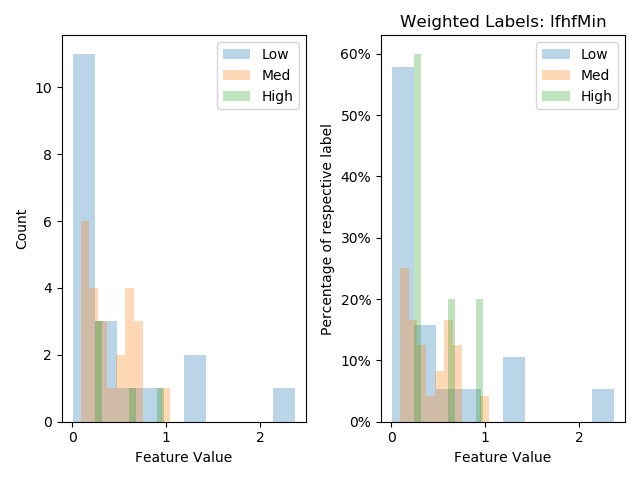 Weighted Labels: lfhfMin
Low
Med
High
10
8
6
4
2
0
Count
0
1
2
Feature Value
Low
Med
High
60%
50%
40%
30%
20%
10%
0%
Percentage of respective label
0
1
2
Feature Value